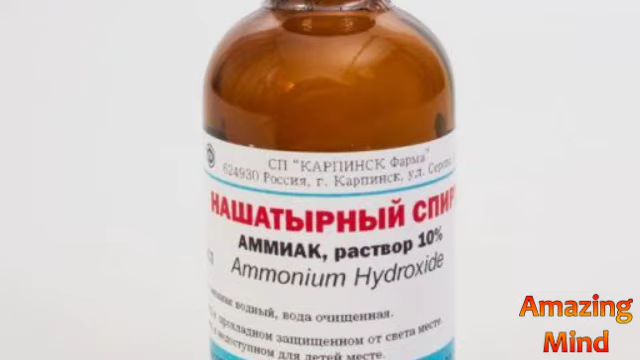 СП "КАРПИНСК Фарма"
624930 Россия, г. Карпинск, ул.
НАШАТЫРНЫЙ СПИР
АММИАК, раствор 10%
Ammonium Hydroxide
водный, вода очищенная.
прохладном защищенном от света месте.
недоступном для детей месте.
Amazing
Mind